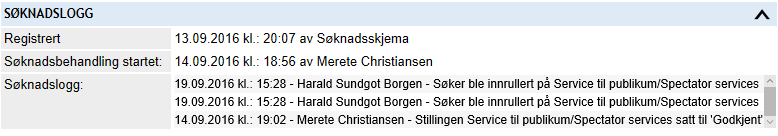 SØKNADSLOGG
Registrert 13.09.2016 kl.: 20:07 av Søknadsskjema
Søknadsbehandling startet: 14.09.2016 kl.: 18:56 av Merete Christiansen
Søknadslogg: 19.09.2016 kl.: 15:28 - Harald Sundgot Borgen - Søker ble innrullert på Service til publikum/Spectator services
19.09.2016 kl.: 15:28 - Harald Sundgot Borgen - Søker ble innrullert på Service til publikum/Spectator services
14.09.2016 kl.: 19:02 - Merete Christiansen - Stillingen Service til publikum/Spectator services satt til 'Godkjent'